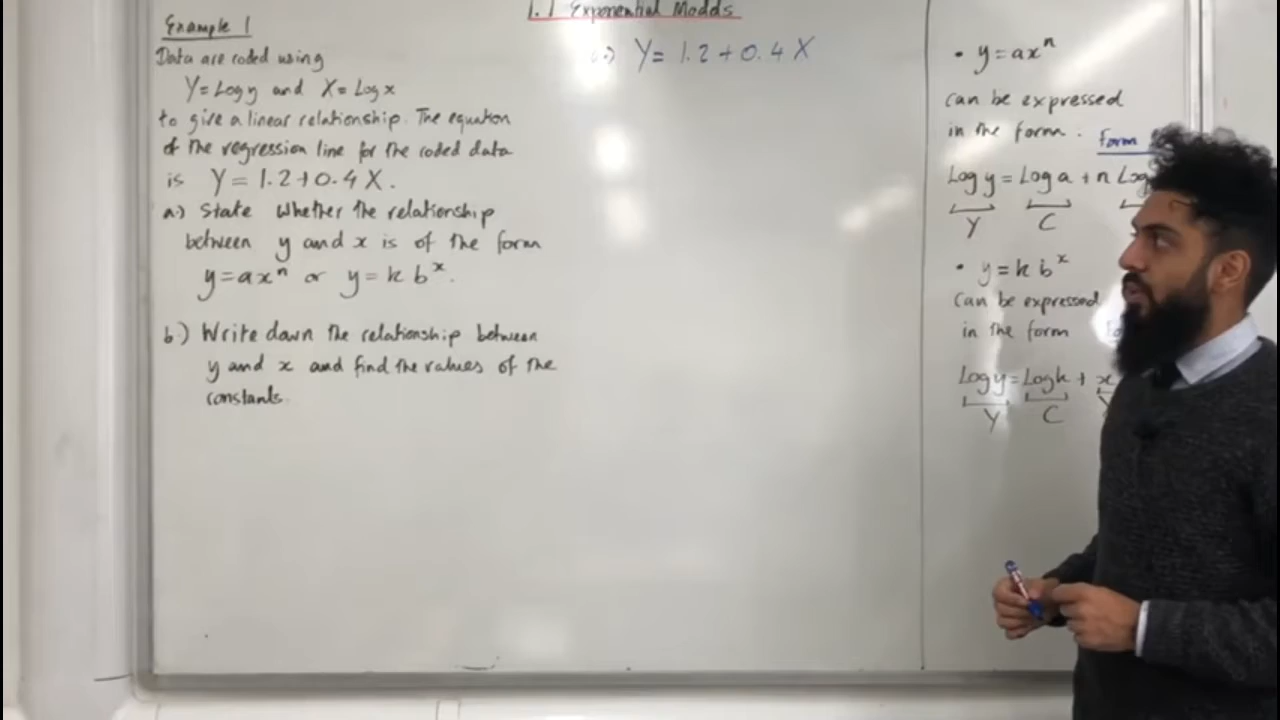 1.1 Exponential Models
Example 1
Data are coded using
Y = Log y and X = Log x
to give a linear relationship. The equation
of the regression line for the coded data
is Y = 1.2 + 0.4 X.
a.) State whether the relationship
between y and x is of the form
y = ax^n or y = k b^x.
b.) Write down the relationship between
y and x and find the values of the
constants.
Y = 1.2 + 0.4 X
• y = ax^n
can be expressed
in the form : Form
Log y = Log a + n Log
Y C
• y = k b^x
can be expressed
in the form
Log y = Log k + x
Y C